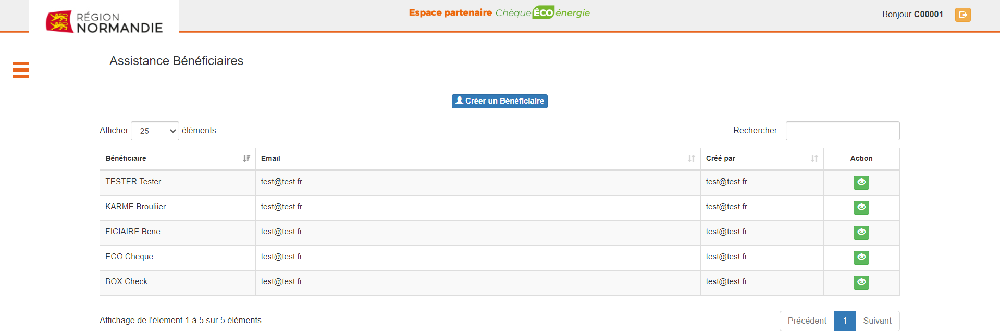 RÉGION
NORMANDIE
Espace partenaire Chèque ÉCO énergie
Bonjour C00001
Assistance Bénéficiaires
Créer un Bénéficiaire
Afficher 25 éléments
Rechercher :
Bénéficiaire Email Créé par Action
TESTER Tester test@test.fr test@test.fr
KARME Brouliier test@test.fr test@test.fr
FICIAIRE Bene test@test.fr test@test.fr
ECO Cheque test@test.fr test@test.fr
BOX Check test@test.fr test@test.fr
Affichage de l'élement 1 à 5 sur 5 éléments
Précédent 1 Suivant